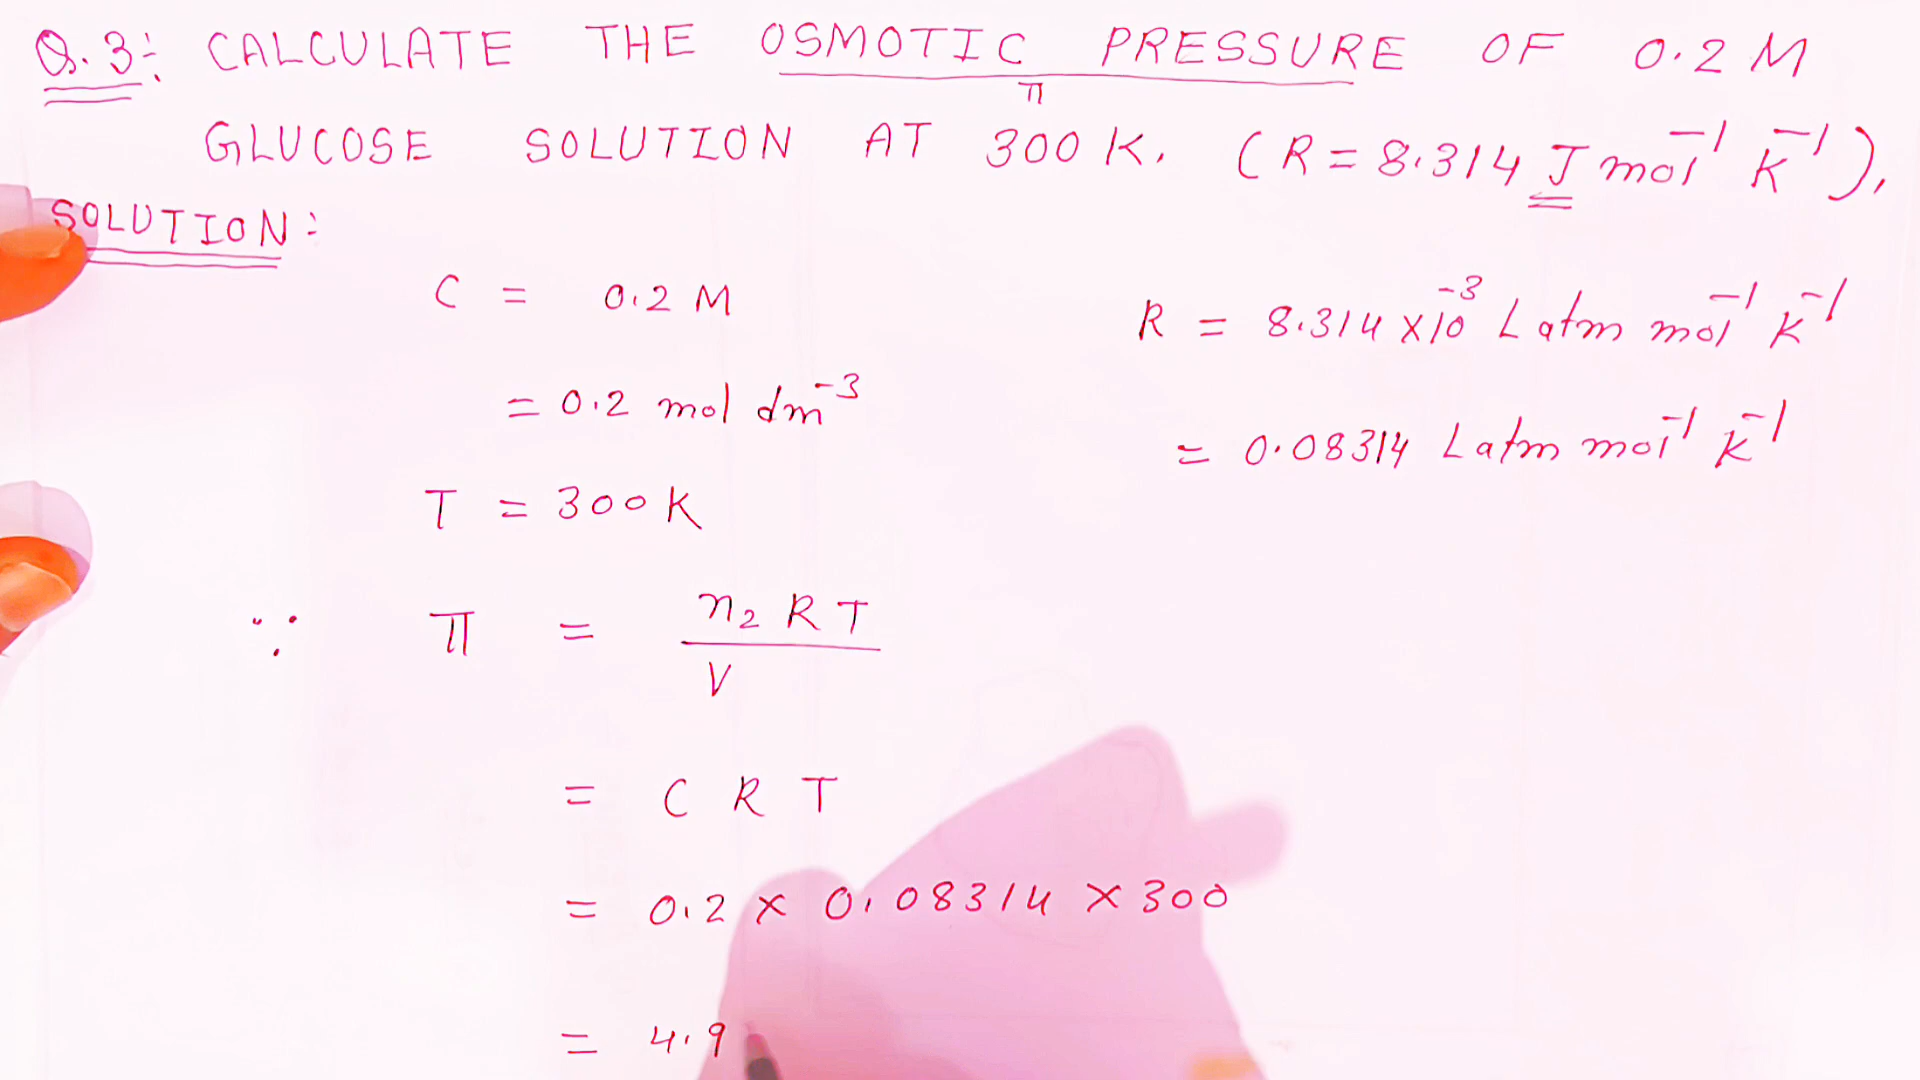 Q.3:- CALCULATE THE OSMOTIC PRESSURE OF 0.2 M
π
GLUCOSE SOLUTION AT 300 K. (R = 8.314 J mol⁻¹ K⁻¹).
SOLUTION:
C = 0.2 M
R = 8.314 × 10⁻³ L atm mol⁻¹ K⁻¹
= 0.2 mol dm⁻³
= 0.08314 L atm mol⁻¹ K⁻¹
T = 300 K
∵ π = n₂ R T / V
= C R T
= 0.2 × 0.08314 × 300
= 4.9